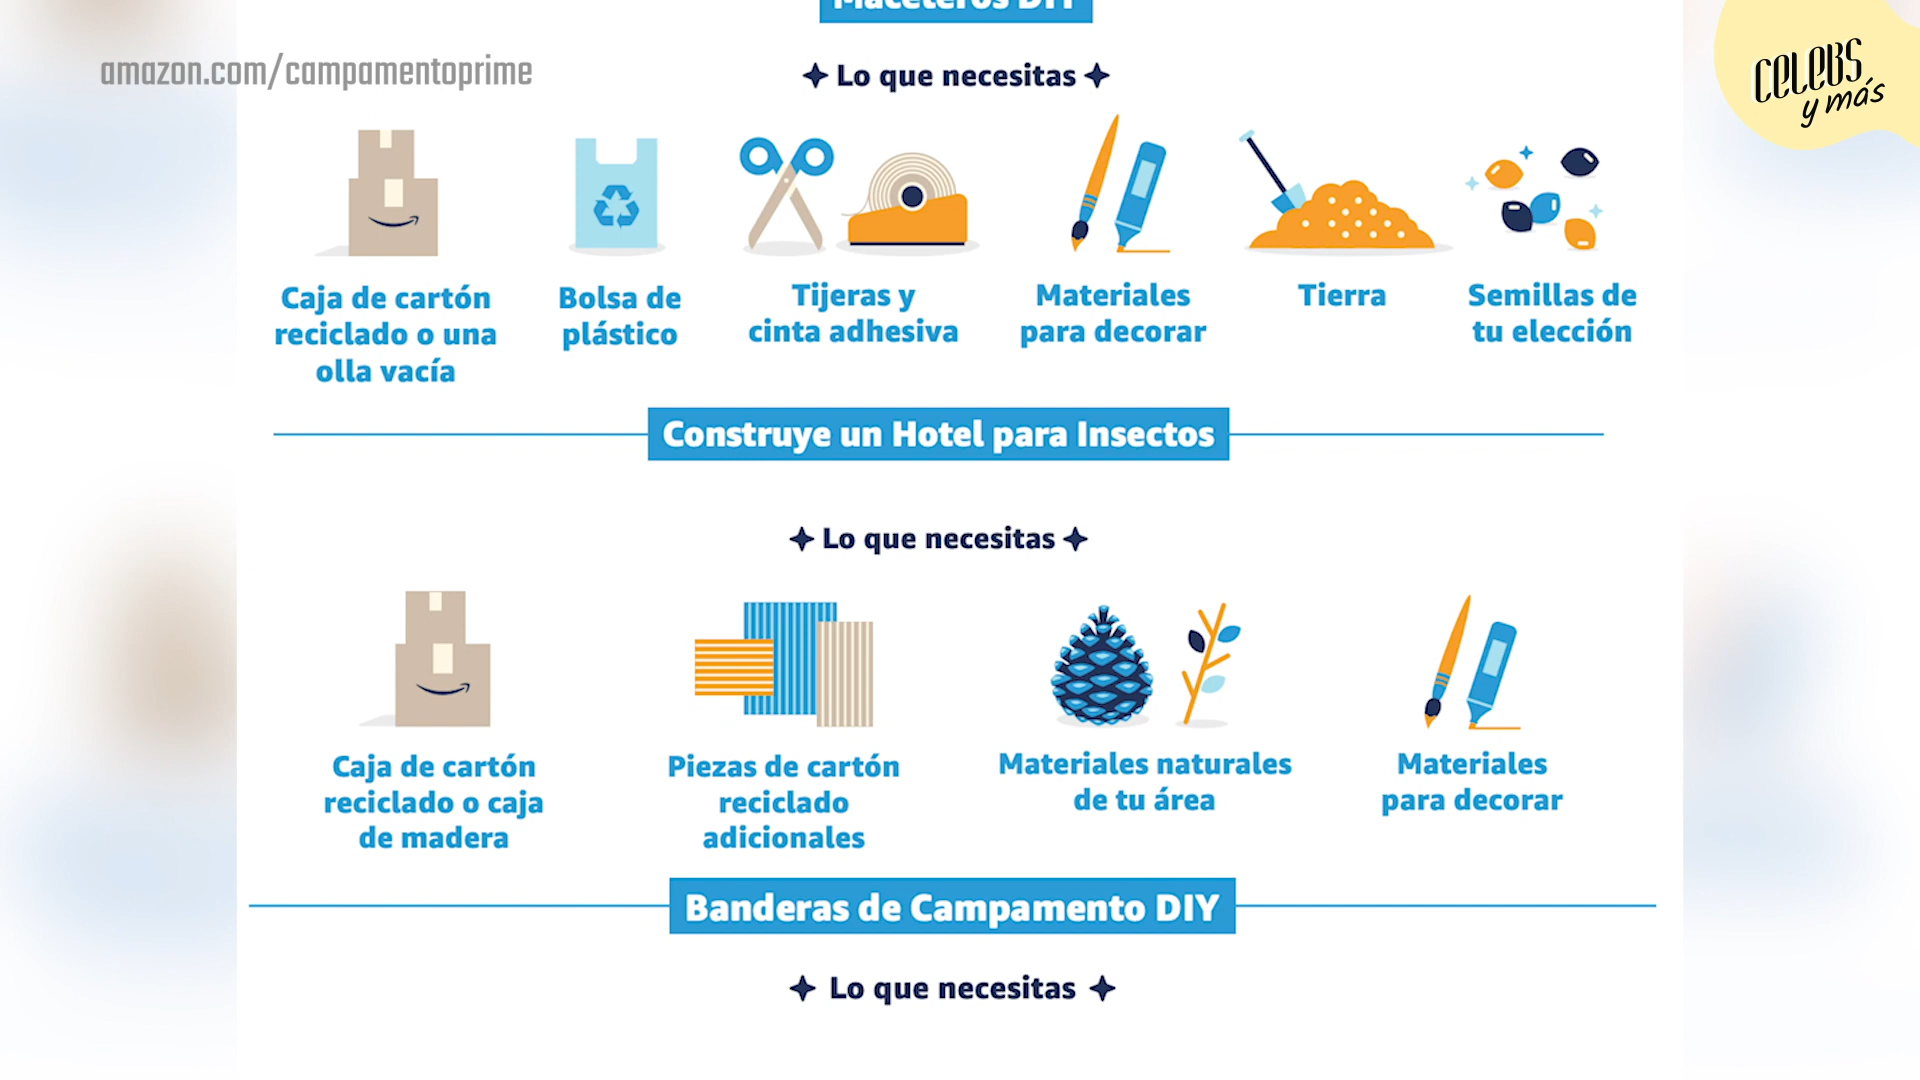 Maceteros DIY
amazon.com/campamentoprime
CELEBS
y más
Lo que necesitas
Caja de cartón
reciclado o una
olla vacía
Bolsa de
plástico
Tijeras y
cinta adhesiva
Materiales
para decorar
Tierra
Semillas de
tu elección
Construye un Hotel para Insectos
Lo que necesitas
Caja de cartón
reciclado o caja
de madera
Piezas de cartón
reciclado
adicionales
Materiales naturales
de tu área
Materiales
para decorar
Banderas de Campamento DIY
Lo que necesitas